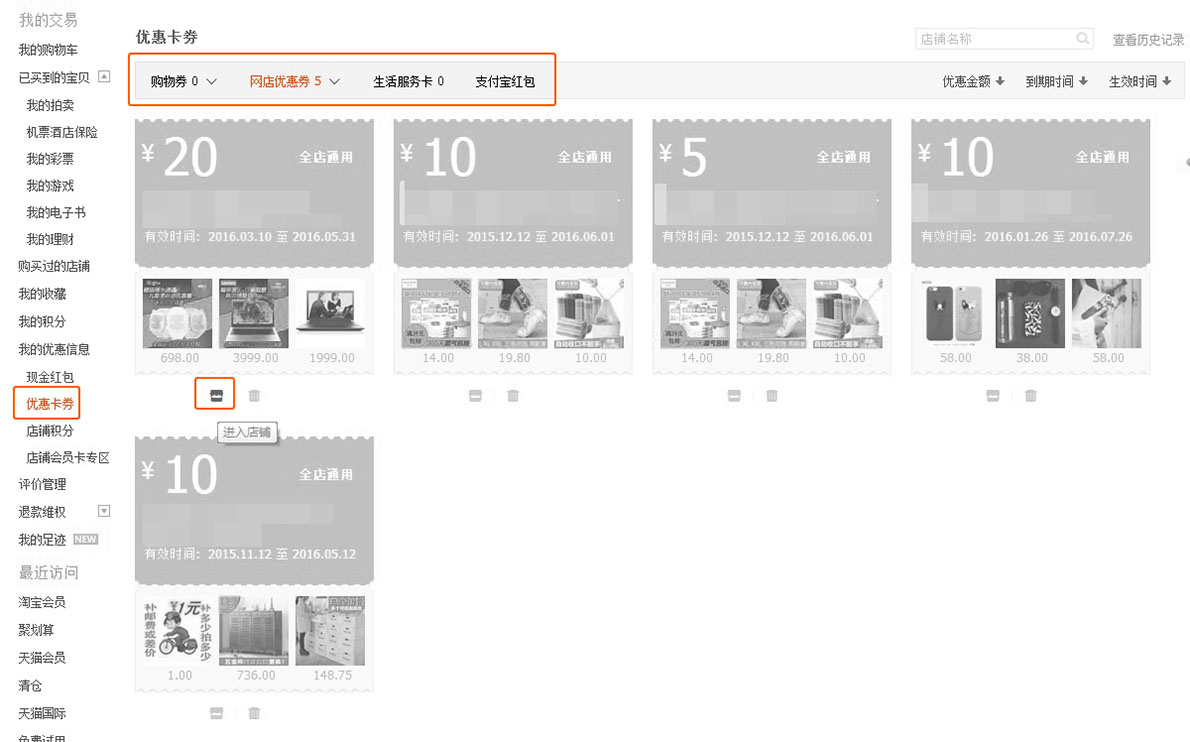 我的交易
我的购物车
已买到的宝贝
我的拍卖
机票酒店保险
我的彩票
我的游戏
我的电子书
我的理财
购买过的店铺
我的收藏
我的积分
我的优惠信息
现金红包
优惠卡券
店铺积分
店铺会员卡专区
评价管理
退款维权
我的足迹 NEW
最近访问
淘宝会员
聚划算
天猫会员
清仓
天猫国际
免费试用
优惠卡券
店铺名称
查看历史记录
购物券 0 网店优惠券 5 生活服务卡 0 支付宝红包
优惠金额 到期时间 生效时间
¥ 20 全店通用
有效时间: 2016.03.10 至 2016.05.31
698.00 3999.00 1999.00
¥ 10 全店通用
有效时间: 2015.12.12 至 2016.06.01
14.00 19.80 10.00
¥ 5 全店通用
有效时间: 2015.12.12 至 2016.06.01
14.00 19.80 10.00
¥ 10 全店通用
有效时间: 2016.01.26 至 2016.07.26
58.00 38.00 58.00
进入店铺
¥ 10 全店通用
有效时间: 2015.11.12 至 2016.05.12
补邮费或差价
¥1元
补多少拍多少
1.00 736.00 148.75